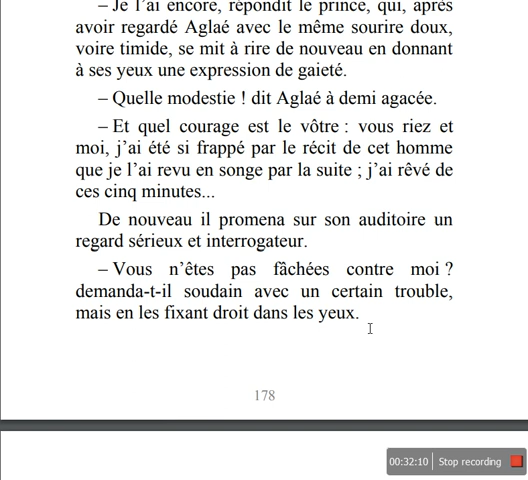 – Je l'ai encore, répondit le prince, qui, après
avoir regardé Aglaé avec le même sourire doux,
voire timide, se mit à rire de nouveau en donnant
à ses yeux une expression de gaieté.
– Quelle modestie ! dit Aglaé à demi agacée.
– Et quel courage est le vôtre : vous riez et
moi, j'ai été si frappé par le récit de cet homme
que je l'ai revu en songe par la suite ; j'ai rêvé de
ces cinq minutes...
De nouveau il promena sur son auditoire un
regard sérieux et interrogateur.
– Vous n'êtes pas fâchées contre moi ?
demanda-t-il soudain avec un certain trouble,
mais en les fixant droit dans les yeux.
178
00:32:10 Stop recording